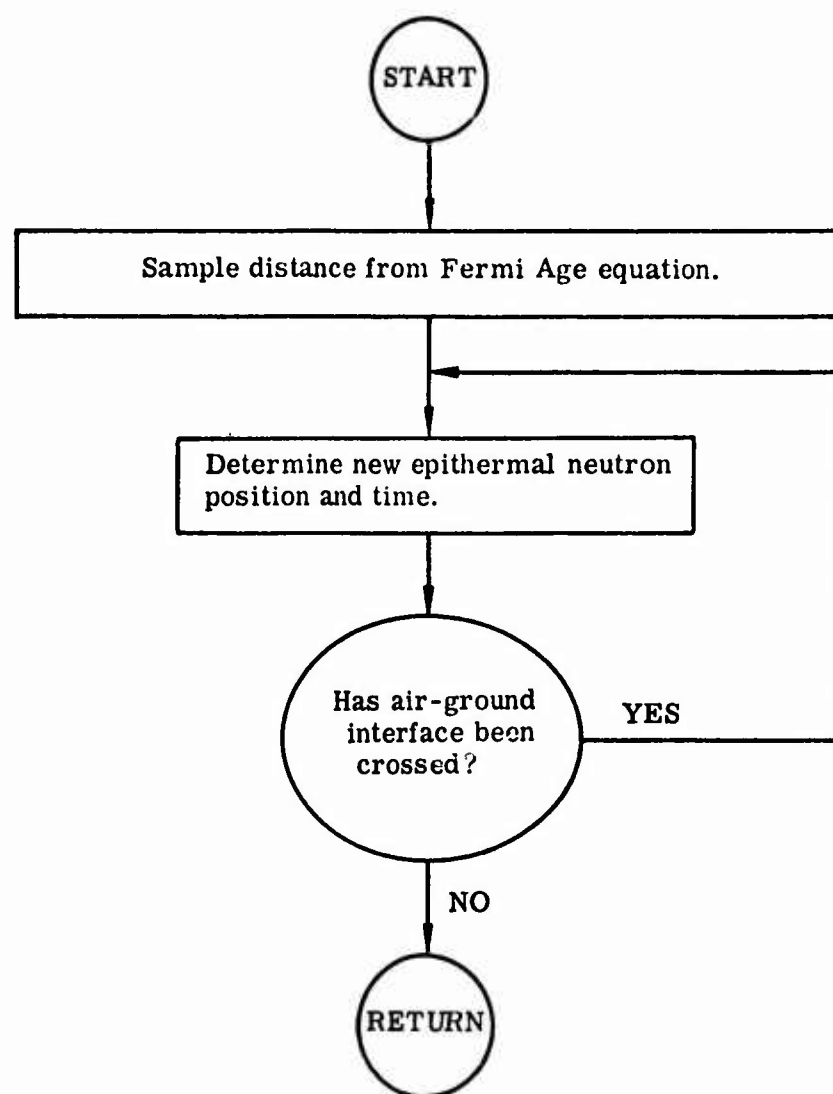 START
Sample distance from Fermi Age equation.
Determine new epithermal neutron
position and time.
Has air-ground
interface been
crossed?
YES
NO
RETURN